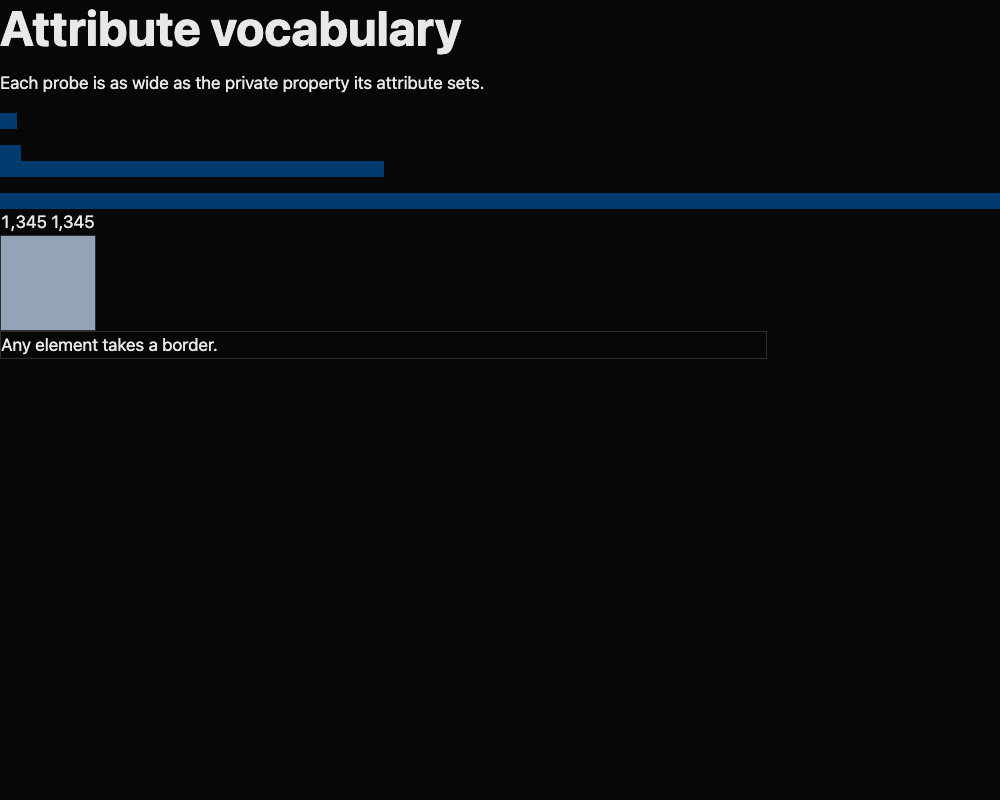 Attribute vocabulary
Each probe is as wide as the private property its attribute sets.
1,345 1,345
Any element takes a border.